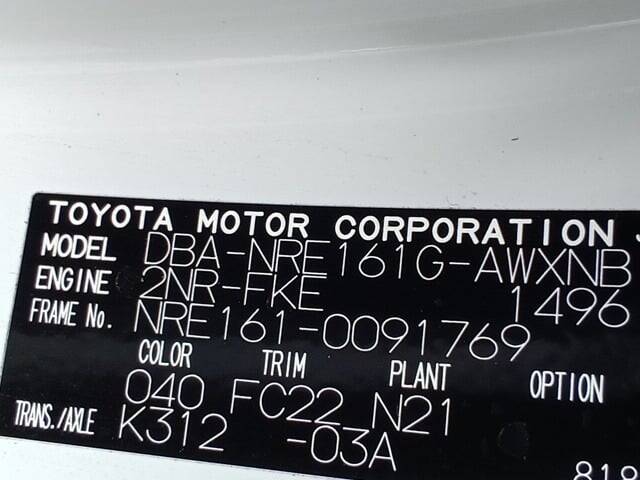 TOYOTA MOTOR CORPORATION J
MODEL DBA-NRE161G-AWXNB
ENGINE 2NR-FKE 1496
FRAME No. NRE161-0091769
COLOR TRIM PLANT OPTION
040 FC22 N21
TRANS./AXLE K312 -03A
819